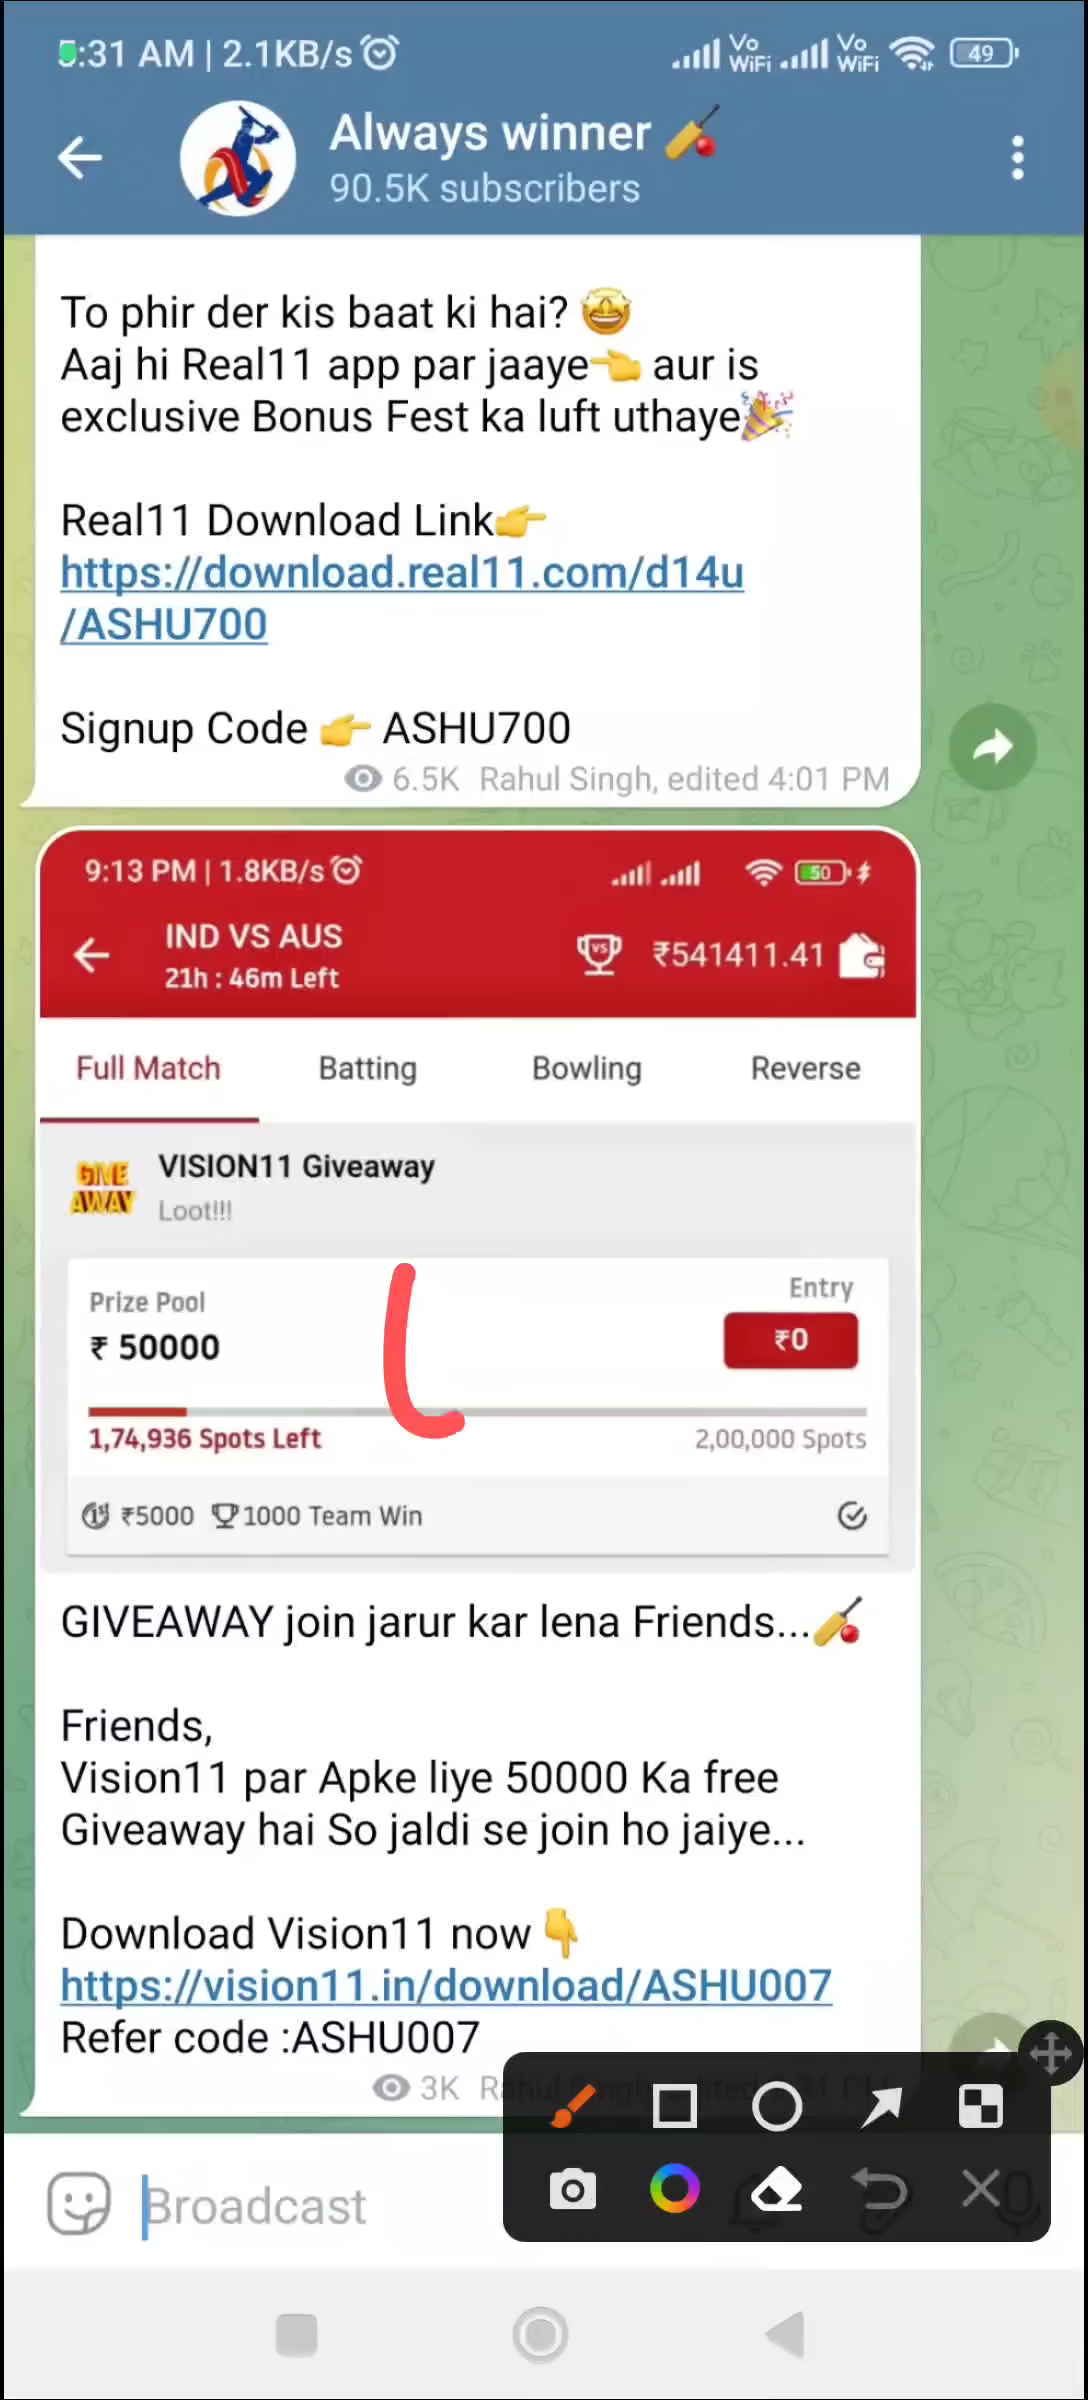 5:31 AM | 2.1KB/s
Vo WiFi Vo WiFi 49
Always winner
90.5K subscribers
To phir der kis baat ki hai?
Aaj hi Real11 app par jaaye aur is
exclusive Bonus Fest ka luft uthaye
Real11 Download Link
https://download.real11.com/d14u
/ASHU700
Signup Code ASHU700
6.5K Rahul Singh, edited 4:01 PM
9:13 PM | 1.8KB/s 50
IND VS AUS
21h : 46m Left
VS ₹541411.41
Full Match Batting Bowling Reverse
GIVE AWAY
VISION11 Giveaway
Loot!!!
Prize Pool Entry
₹ 50000 ₹0
1,74,936 Spots Left 2,00,000 Spots
1st ₹5000 1000 Team Win
GIVEAWAY join jarur kar lena Friends...
Friends,
Vision11 par Apke liye 50000 Ka free
Giveaway hai So jaldi se join ho jaiye...
Download Vision11 now
https://vision11.in/download/ASHU007
Refer code :ASHU007
3K Rahul Singh, edited
Broadcast